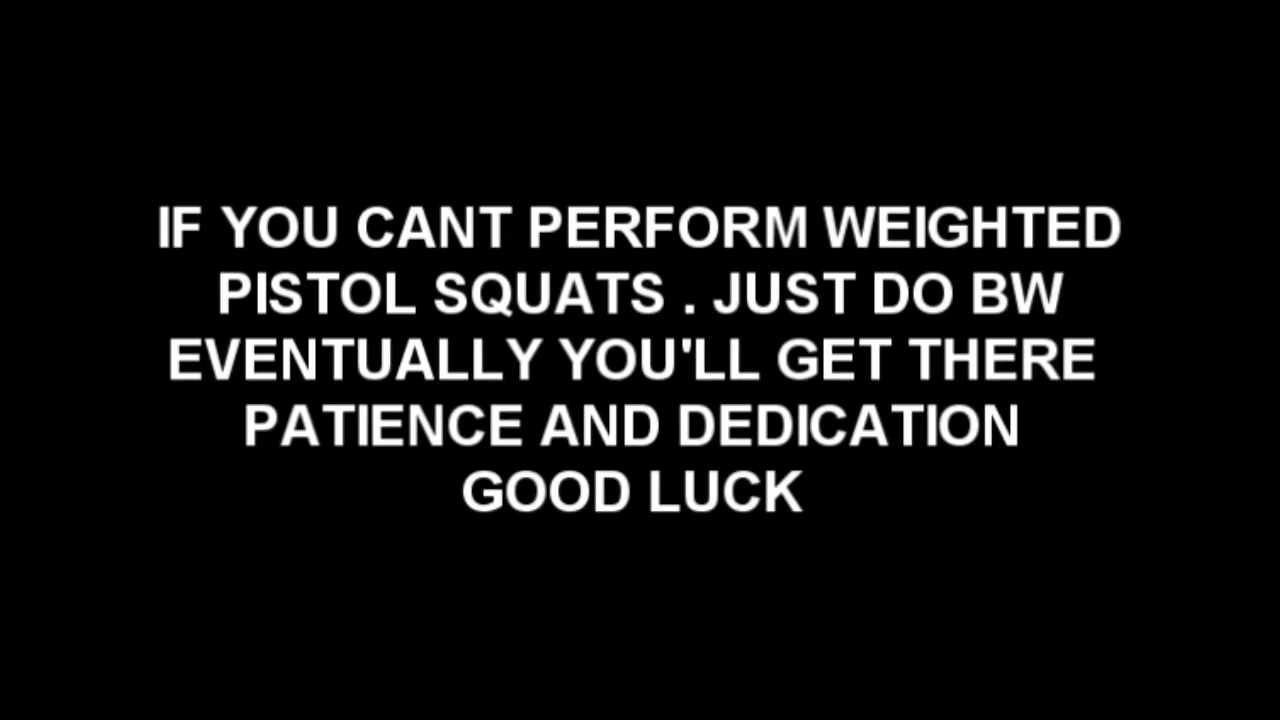 IF YOU CANT PERFORM WEIGHTED
PISTOL SQUATS . JUST DO BW
EVENTUALLY YOU'LL GET THERE
PATIENCE AND DEDICATION
GOOD LUCK